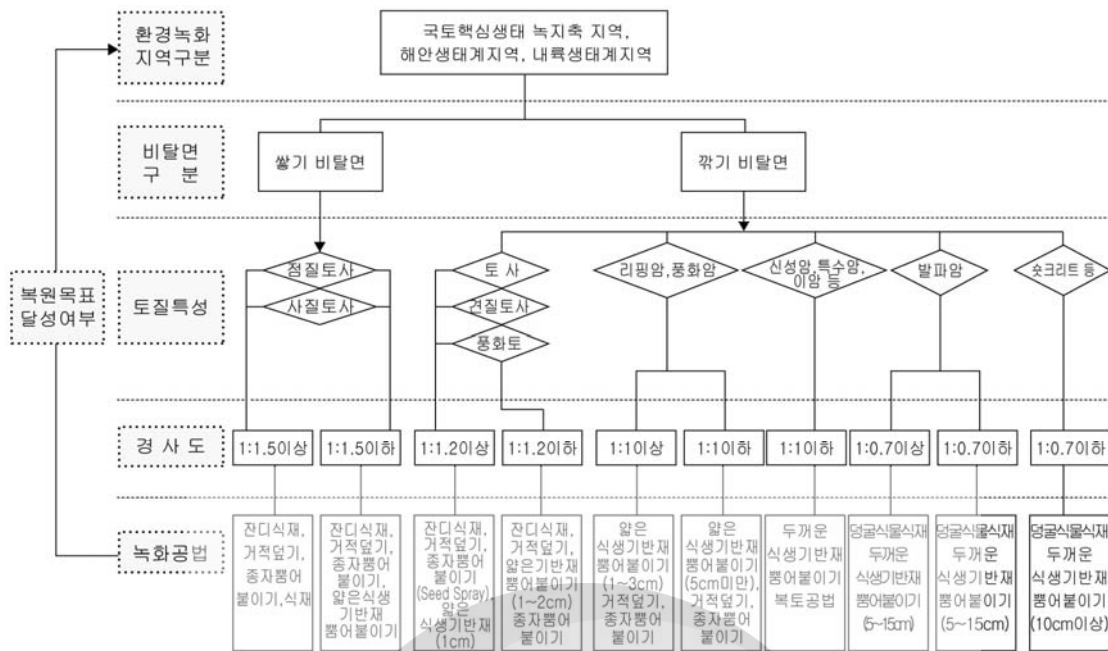 환경녹화
지역구분
국토핵심생태 녹지축 지역,
해안생태계지역, 내륙생태계지역
비탈면
구 분
쌓기 비탈면
깎기 비탈면
복원목표
달성여부
토질특성
점질토사
사질토사
토 사
견질토사
풍화토
리핑암,풍화암
신성암,특수암,
이암 등
발파암
숏크리트 등
경 사 도
1:1.5이상
1:1.5이하
1:1.2이상
1:1.2이하
1:1이상
1:1이하
1:1이하
1:0.7이상
1:0.7이하
1:0.7이하
녹화공법
잔디식재,
거적덮기,
종자뿜어
붙이기,식재
잔디식재,
거적덮기,
종자뿜어
붙이기,
얇은식생
기반재
뿜어붙이기
잔디식재,
거적덮기,
종자뿜어
붙이기
(Seed Spray),
얇은
식생기반재
(1cm)
잔디식재,
거적덮기,
얇은기반재
뿜어붙이기
(1~2cm)
종자뿜어
붙이기
얇은
식생기반재
뿜어붙이기
(1~3cm)
거적덮기,
종자뿜어
붙이기
얇은
식생기반재
뿜어붙이기
(5cm미만),
거적덮기,
종자뿜어
붙이기
두꺼운
식생기반재
뿜어붙이기
복토공법
덩굴식물식재
두꺼운
식생기반재
뿜어붙이기
(5~15cm)
덩굴식물식재
두꺼운
식생기반재
뿜어붙이기
(5~15cm)
덩굴식물식재
두꺼운
식생기반재
뿜어붙이기
(10cm이상)